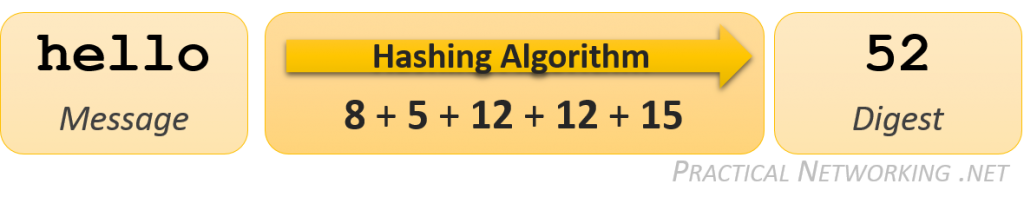 hello
Message
Hashing Algorithm
8 + 5 + 12 + 12 + 15
52
Digest
PRACTICAL NETWORKING .NET